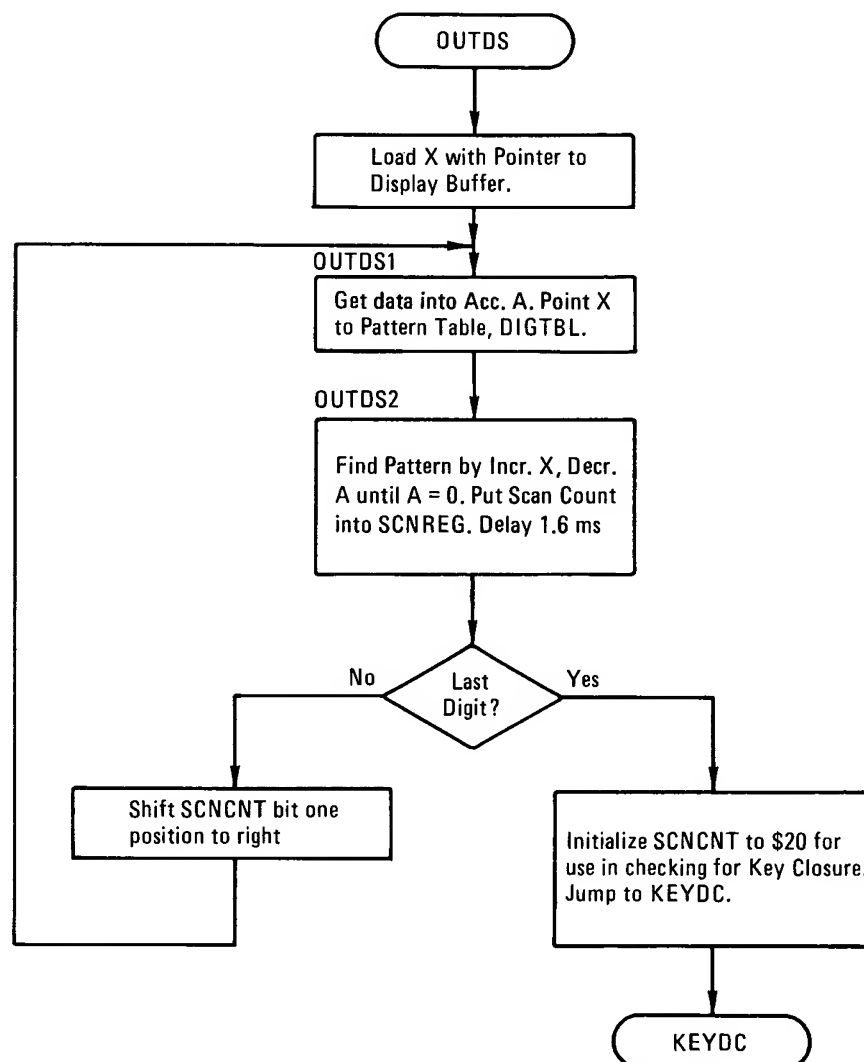 OUTDS
Load X with Pointer to
Display Buffer.
OUTDS1
Get data into Acc. A. Point X
to Pattern Table, DIGTBL.
OUTDS2
Find Pattern by Incr. X, Decr.
A until A = 0. Put Scan Count
into SCNREG. Delay 1.6 ms
Last
Digit?
No
Yes
Shift SCNCNT bit one
position to right
Initialize SCNCNT to $20 for
use in checking for Key Closure.
Jump to KEYDC.
KEYDC